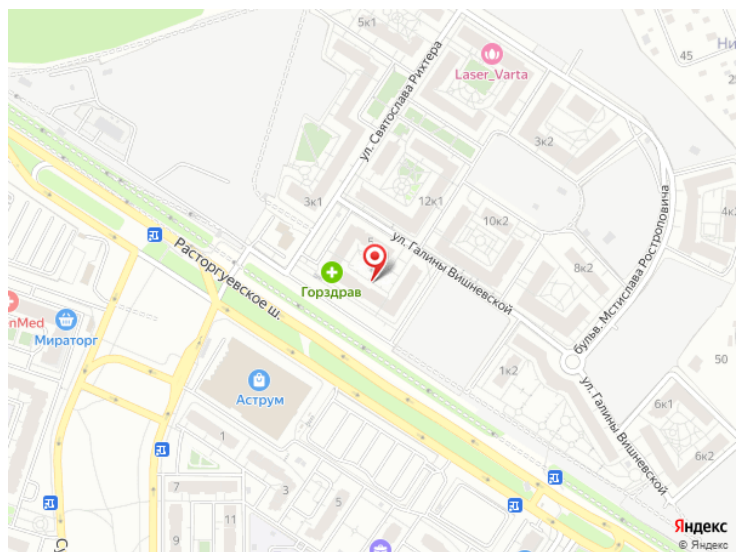 5к1
45
Ни
Laser_Varta
ул. Святослава Рихтера
3к2
3к1
12к1
10к2
4к2
бульв. Мстислава Ростроповича
ул. Галины Вишневской
8к2
Расторгуевское ш.
Горздрав
enMed
Мираторг
1к2
50
Аструм
ул. Галины Вишневской
6к1
6к2
1
7
3
5
11
9
Су
Яндекс
© Яндекс